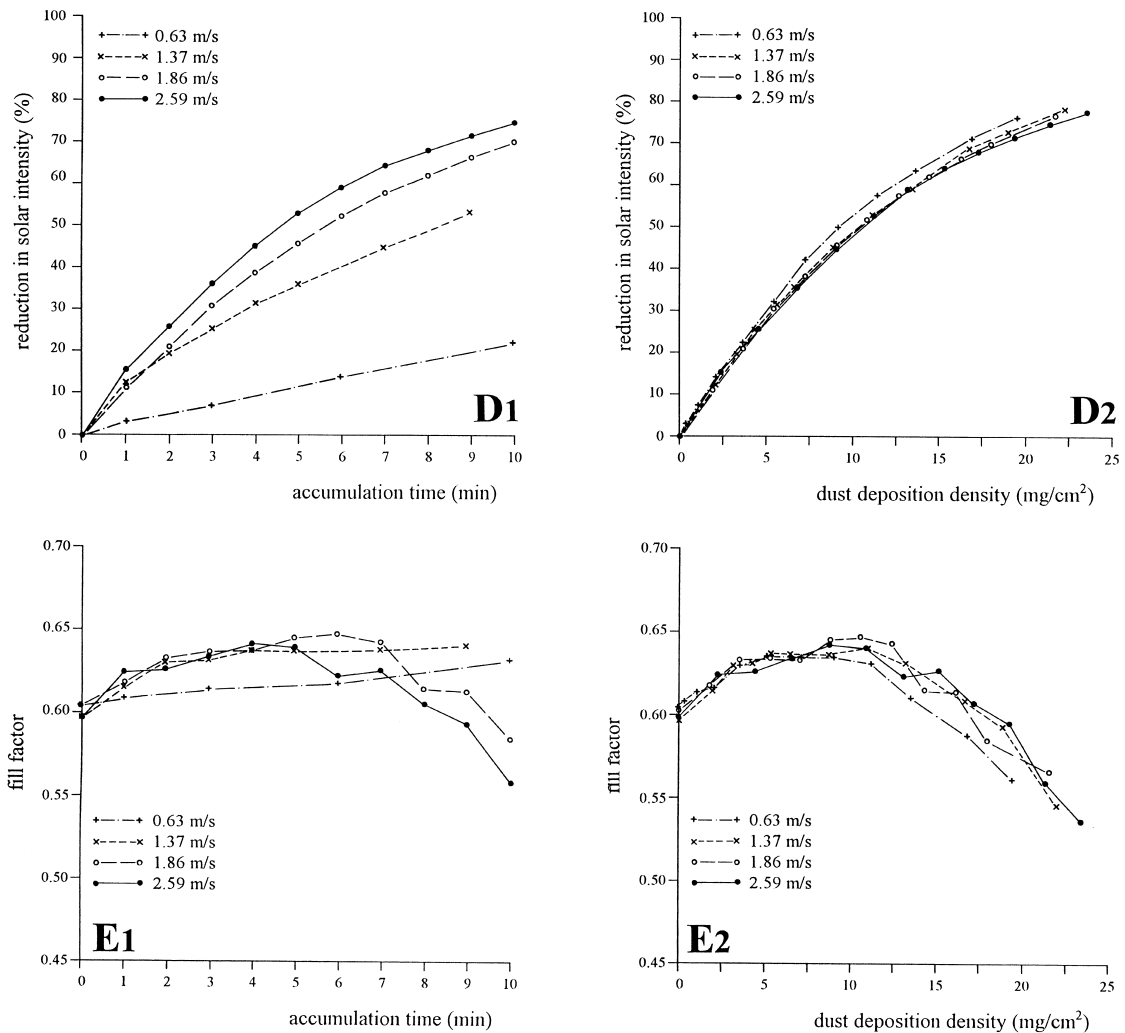 100
90
80
70
60
50
40
30
20
10
0
reduction in solar intensity (%)
0.63 m/s
1.37 m/s
1.86 m/s
2.59 m/s
D1
0 1 2 3 4 5 6 7 8 9 10
accumulation time (min)
100
90
80
70
60
50
40
30
20
10
0
reduction in solar intensity (%)
0.63 m/s
1.37 m/s
1.86 m/s
2.59 m/s
D2
0 5 10 15 20 25
dust deposition density (mg/cm²)
0.70
0.65
0.60
0.55
0.50
0.45
fill factor
0.63 m/s
1.37 m/s
1.86 m/s
2.59 m/s
E1
0 1 2 3 4 5 6 7 8 9 10
accumulation time (min)
0.70
0.65
0.60
0.55
0.50
0.45
fill factor
0.63 m/s
1.37 m/s
1.86 m/s
2.59 m/s
E2
0 5 10 15 20 25
dust deposition density (mg/cm²)